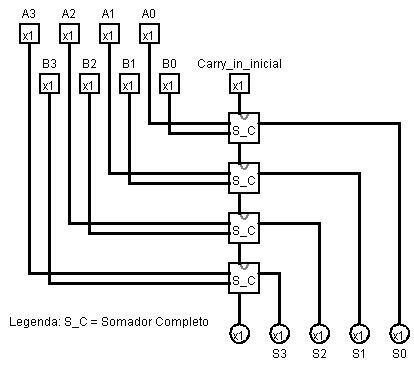 A3 A2 A1 A0
x1 x1 x1 x1
B3 B2 B1 B0 Carry_in_inicial
x1 x1 x1 x1 x1
S_C
S_C
S_C
S_C
Legenda: S_C = Somador Completo
x1 x1 x1 x1 x1
S3 S2 S1 S0